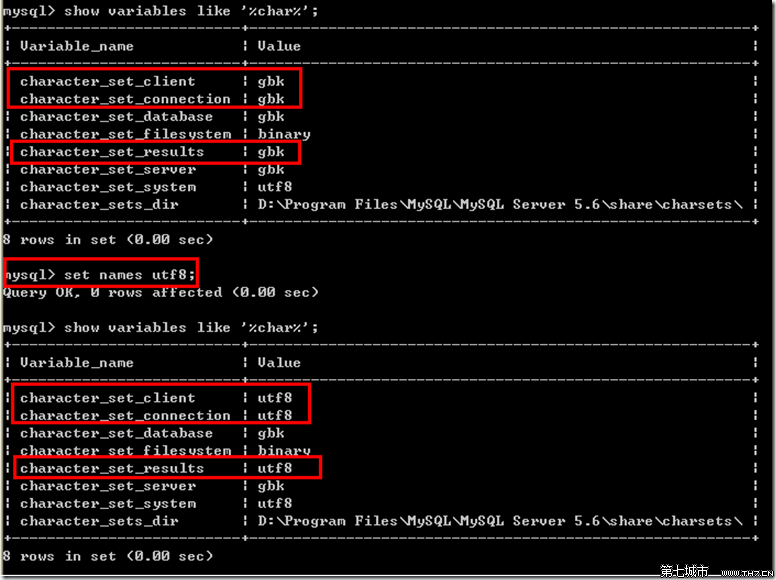 mysql> show variables like '%char%';
Variable_name | Value
character_set_client | gbk
character_set_connection | gbk
character_set_database | gbk
character_set_filesystem | binary
character_set_results | gbk
character_set_server | gbk
character_set_system | utf8
character_sets_dir | D:\Program Files\MySQL\MySQL Server 5.6\share\charsets\ |
8 rows in set (0.00 sec)
mysql> set names utf8;
Query OK, 0 rows affected (0.00 sec)
mysql> show variables like '%char%';
Variable_name | Value
character_set_client | utf8
character_set_connection | utf8
character_set_database | gbk
character_set_filesystem | binary
character_set_results | utf8
character_set_server | gbk
character_set_system | utf8
character_sets_dir | D:\Program Files\MySQL\MySQL Server 5.6\share\charsets\ |
8 rows in set (0.00 sec)
第七城市 www.TH7.CN